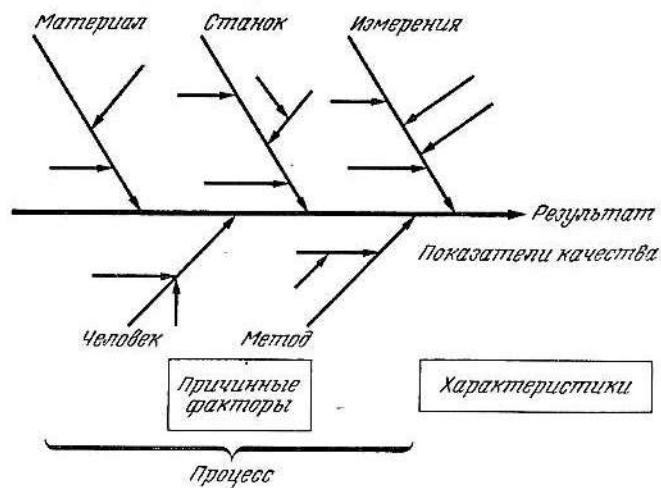 Материал
Станок
Измерения
Результат
Показатели качества
Человек
Метод
Причинные
факторы
Характеристики
Процесс